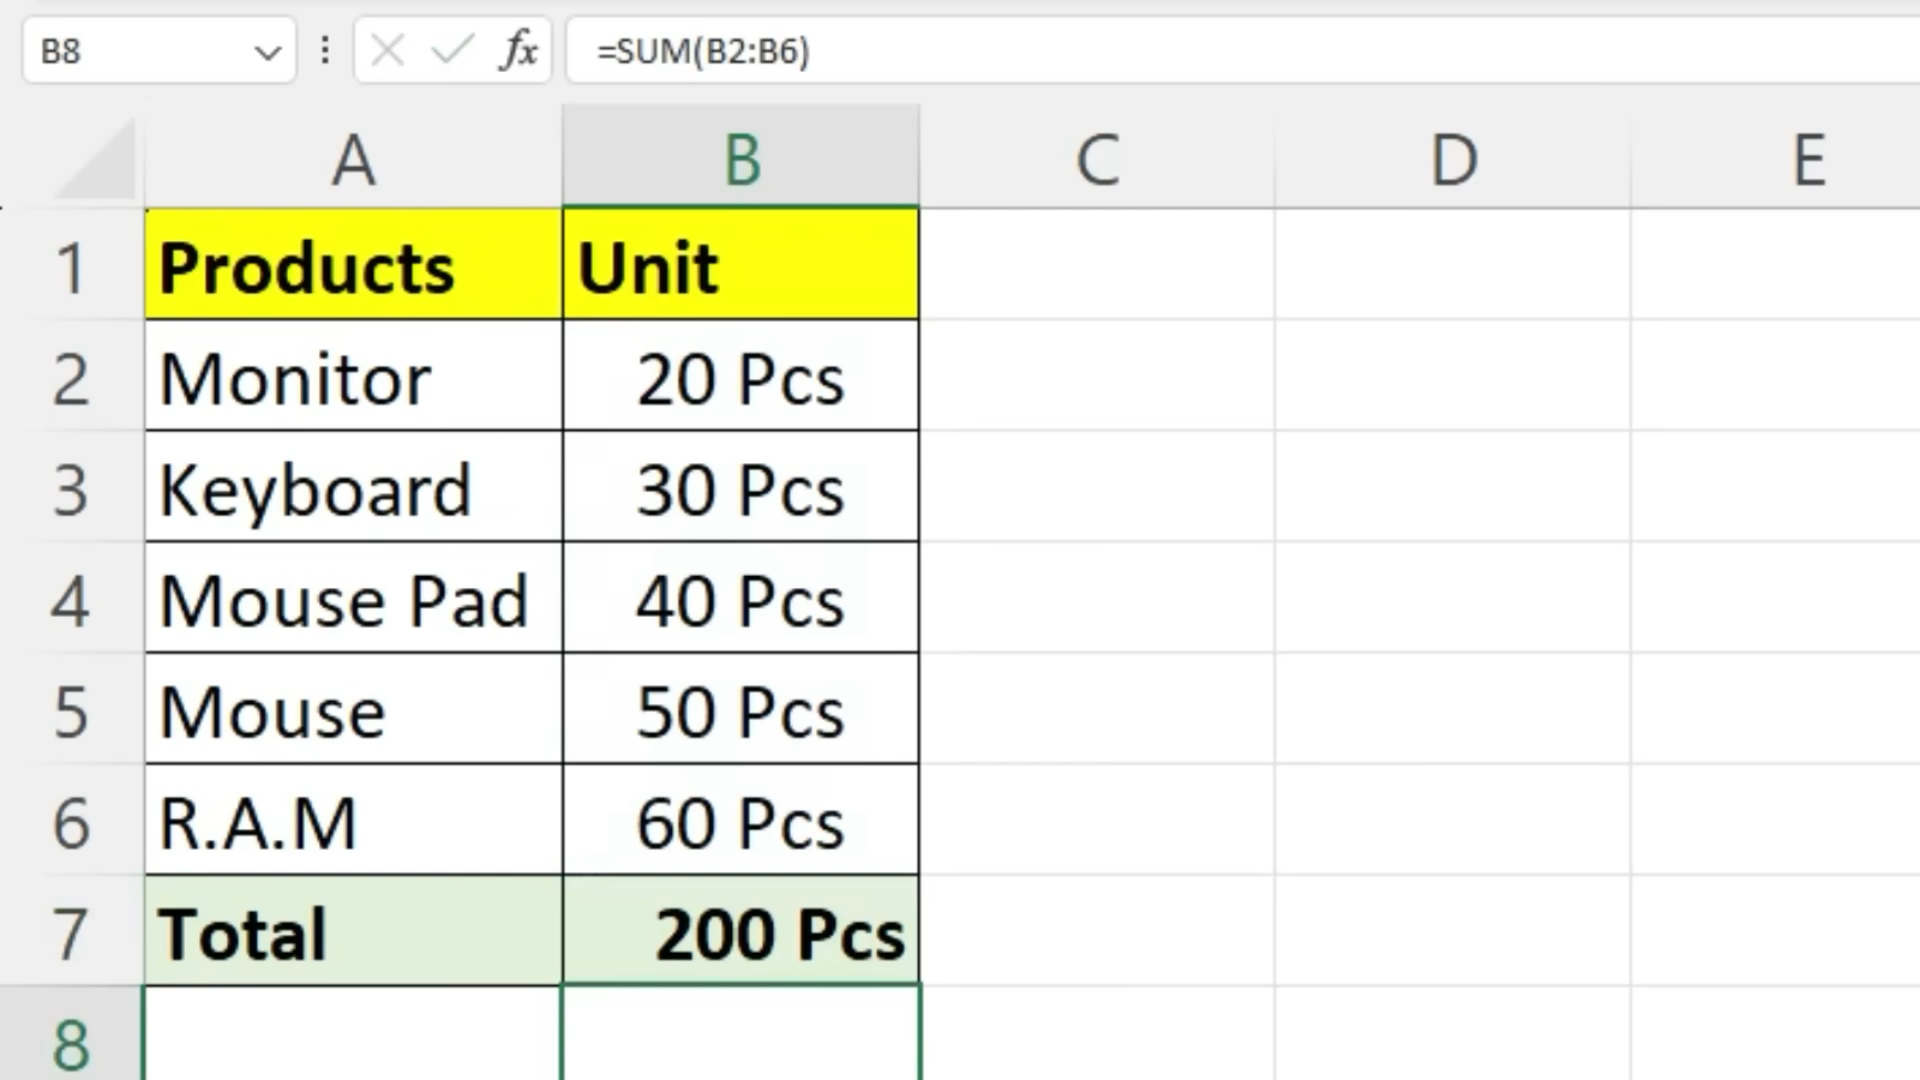 B8 fx =SUM(B2:B6)
A B C D E
1 Products Unit
2 Monitor 20 Pcs
3 Keyboard 30 Pcs
4 Mouse Pad 40 Pcs
5 Mouse 50 Pcs
6 R.A.M 60 Pcs
7 Total 200 Pcs
8